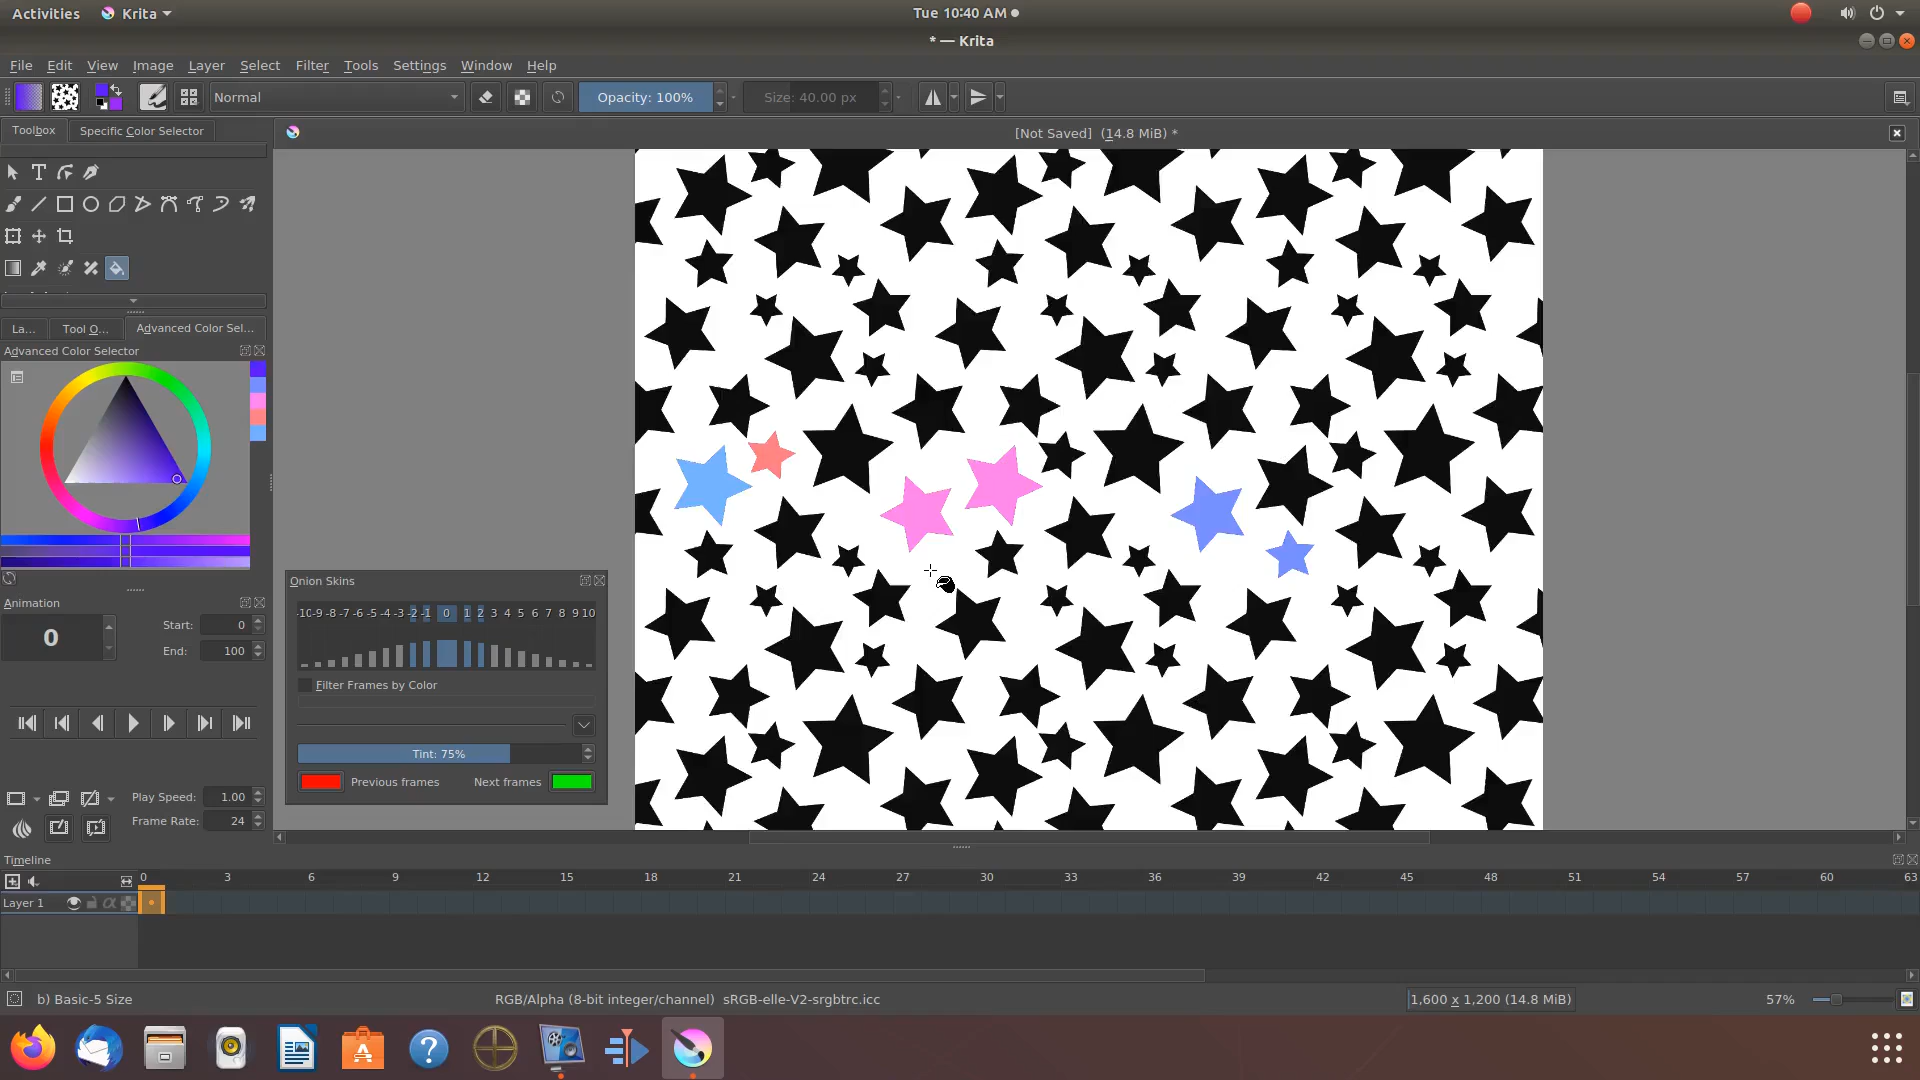 Activities Krita Tue 10:40 AM
* — Krita
File Edit View Image Layer Select Filter Tools Settings Window Help
Normal Opacity: 100% Size: 40.00 px
Toolbox Specific Color Selector [Not Saved] (14.8 MiB) *
La... Tool O... Advanced Color Sel...
Advanced Color Selector
Onion Skins
-10 -9 -8 -7 -6 -5 -4 -3 -2 -1 0 1 2 3 4 5 6 7 8 9 10
Filter Frames by Color
Tint: 75%
Previous frames Next frames
Animation
0
Start: 0
End: 100
Play Speed: 1.00
Frame Rate: 24
Timeline
0 3 6 9 12 15 18 21 24 27 30 33 36 39 42 45 48 51 54 57 60 63
Layer 1
b) Basic-5 Size RGB/Alpha (8-bit integer/channel) sRGB-elle-V2-srgbtrc.icc 1,600 x 1,200 (14.8 MiB) 57%